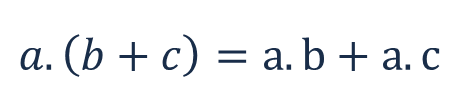 a. (b + c) = a. b + a. c